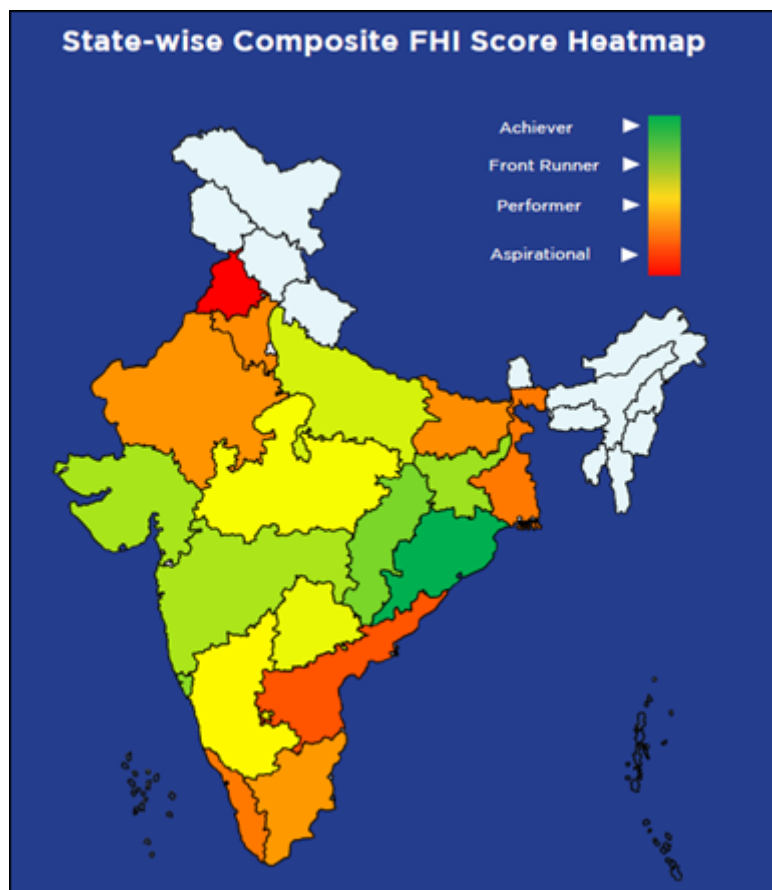 State-wise Composite FHI Score Heatmap
Achiever
Front Runner
Performer
Aspirational